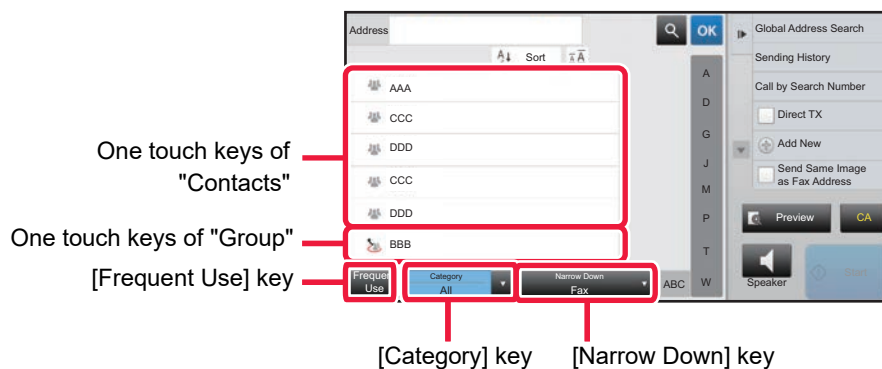 Address
OK
Sort
AAA
CCC
DDD
CCC
DDD
BBB
Frequen
Use
Category
All
Narrow Down
Fax
ABC
A
D
G
J
M
P
T
W
Global Address Search
Sending History
Call by Search Number
Direct TX
Add New
Send Same Image
as Fax Address
Preview
CA
Speaker
Start
One touch keys of
"Contacts"
One touch keys of "Group"
[Frequent Use] key
[Category] key
[Narrow Down] key